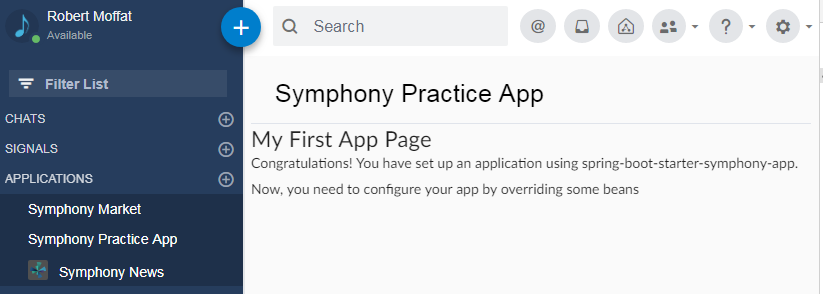 Robert Moffat
Available
Search
@
?
Filter List
CHATS
SIGNALS
APPLICATIONS
Symphony Market
Symphony Practice App
Symphony News
Symphony Practice App
My First App Page
Congratulations! You have set up an application using spring-boot-starter-symphony-app.
Now, you need to configure your app by overriding some beans